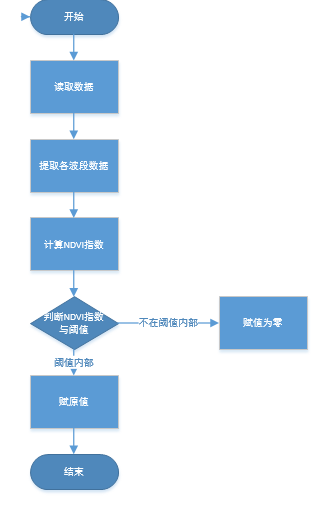 开始
读取数据
提取各波段数据
计算NDVI指数
判断NDVI指数
与阈值
不在阈值内部
赋值为零
阈值内部
赋原值
结束